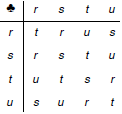 ♣ r s t u
r t r u s
s r s t u
t u t s r
u s u r t